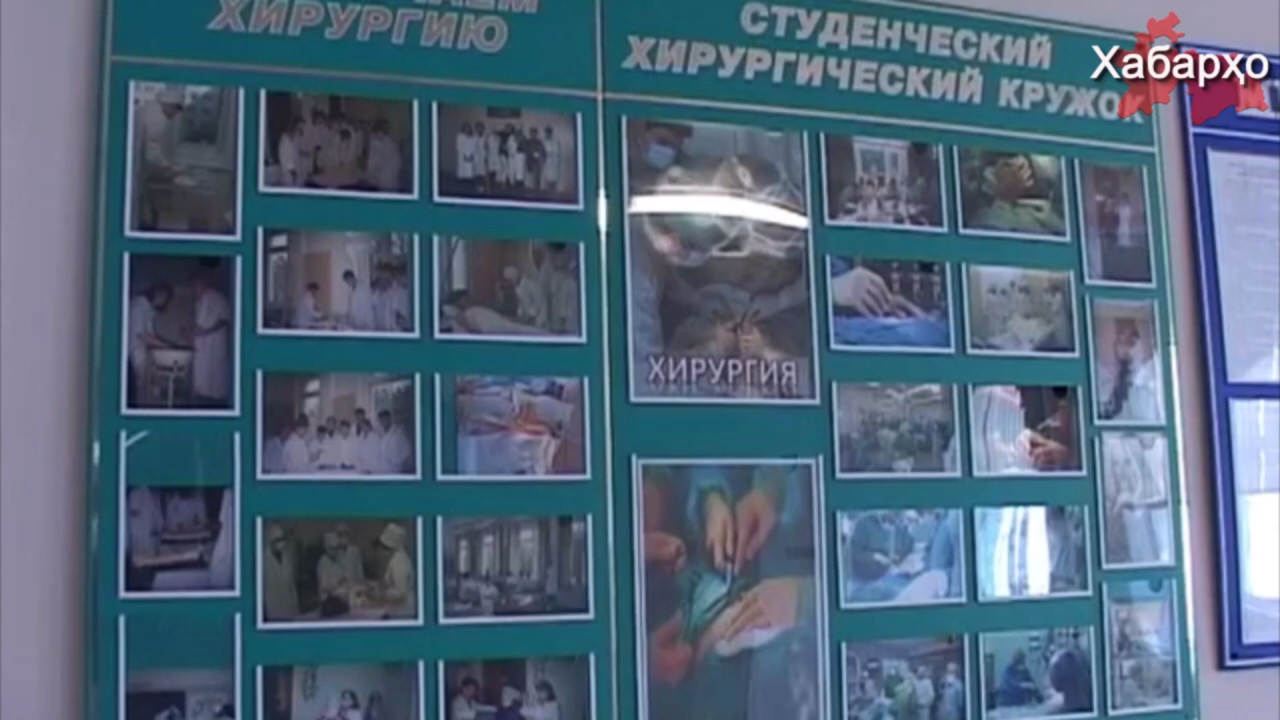 ХИРУРГИЮ
СТУДЕНЧЕСКИЙ
ХИРУРГИЧЕСКИЙ КРУЖОК
Хабарҳо
ХИРУРГИЯ